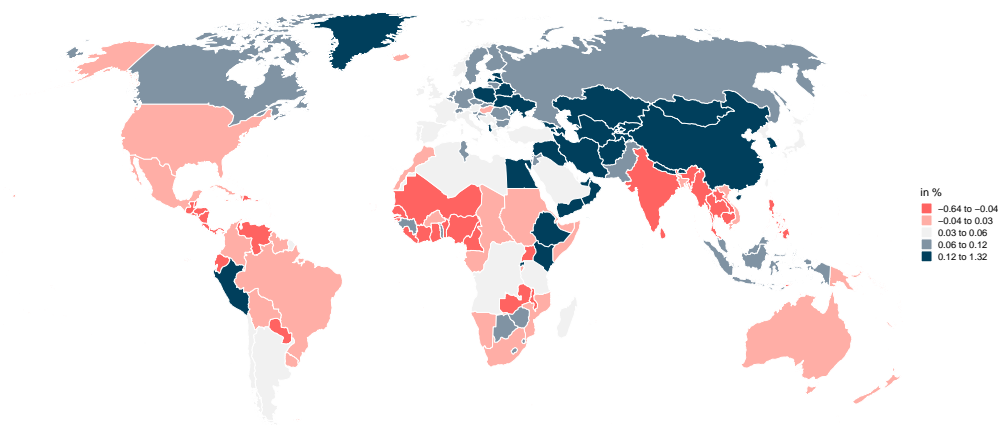 in %
−0.64 to −0.04
−0.04 to 0.03
0.03 to 0.06
0.06 to 0.12
0.12 to 1.32